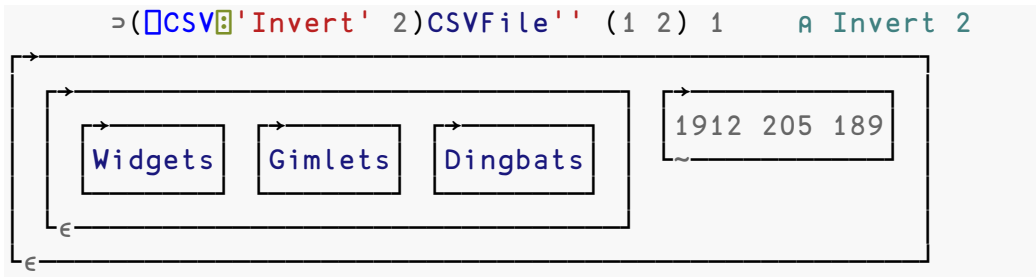 ⊃(⎕CSV⍠'Invert' 2)CSVFile'' (1 2) 1 ⍝ Invert 2
Widgets Gimlets Dingbats 1912 205 189